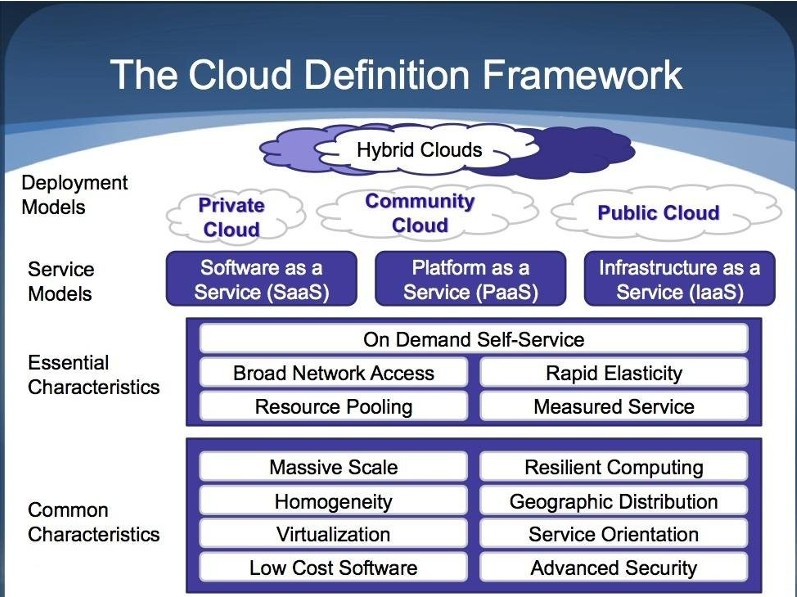 The Cloud Definition Framework
Hybrid Clouds
Deployment
Models
Private
Cloud
Community
Cloud
Public Cloud
Service
Models
Software as a
Service (SaaS)
Platform as a
Service (PaaS)
Infrastructure as a
Service (IaaS)
Essential
Characteristics
On Demand Self-Service
Broad Network Access
Rapid Elasticity
Resource Pooling
Measured Service
Common
Characteristics
Massive Scale
Resilient Computing
Homogeneity
Geographic Distribution
Virtualization
Service Orientation
Low Cost Software
Advanced Security